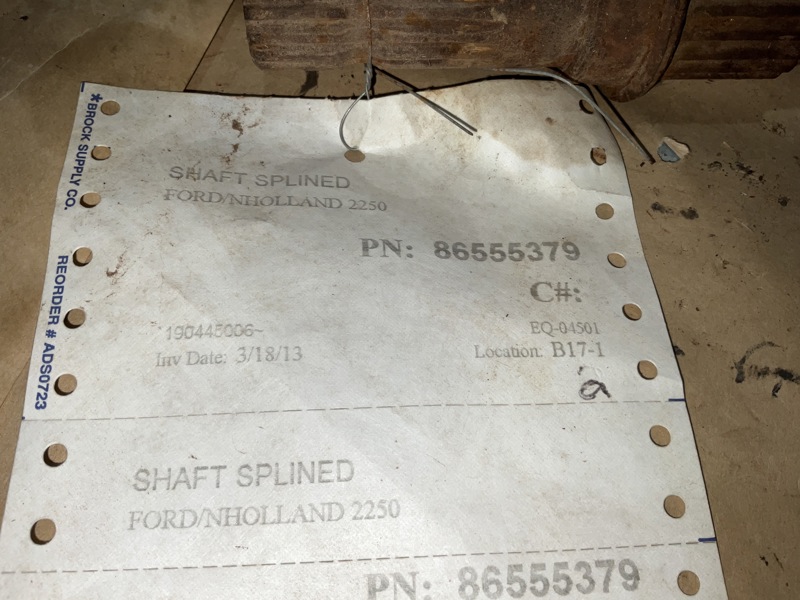 *BROCK SUPPLY CO.
REORDER # ADS0723
SHAFT SPLINED
FORD/NHOLLAND 2250
PN: 86555379
C#:
190445006~
EQ-04501
Inv Date: 3/18/13
Location: B17-1
SHAFT SPLINED
FORD/NHOLLAND 2250
PN: 86555379